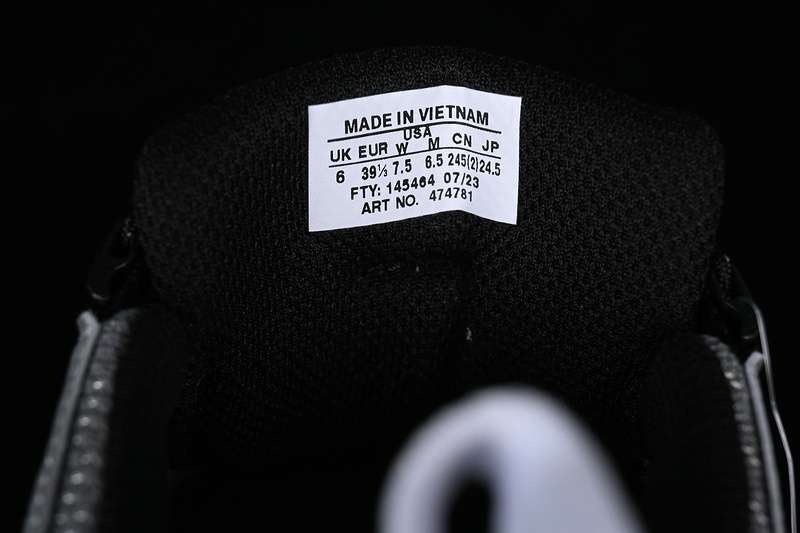 MADE IN VIETNAM
USA
UK EUR W M CN JP
6 39⅓ 7.5 6.5 245(2) 24.5
FTY: 145464 07/23
ART NO. 474781